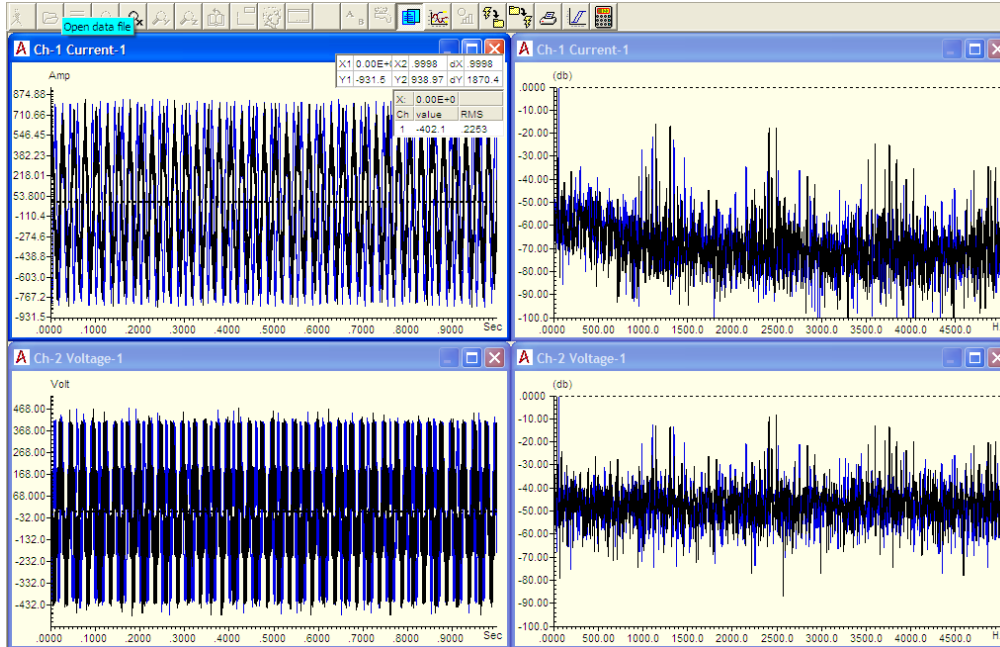 Open data file
Ch-1 Current-1
Amp
X1 0.00E+ X2 .9998 dX .9998
Y1 -931.5 Y2 938.97 dY 1870.4
X: 0.00E+0
Ch value RMS
1 -402.1 .2253
874.88
710.66
546.45
382.23
218.01
53.800
-110.4
-274.6
-438.8
-603.0
-767.2
-931.5
.0000 .1000 .2000 .3000 .4000 .5000 .6000 .7000 .8000 .9000 Sec
Ch-1 Current-1
(db)
.0000
-10.00
-20.00
-30.00
-40.00
-50.00
-60.00
-70.00
-80.00
-90.00
-100.0
.0000 500.00 1000.0 1500.0 2000.0 2500.0 3000.0 3500.0 4000.0 4500.0 H
Ch-2 Voltage-1
Volt
468.00
368.00
268.00
168.00
68.000
-32.00
-132.0
-232.0
-332.0
-432.0
.0000 .1000 .2000 .3000 .4000 .5000 .6000 .7000 .8000 .9000 Sec
Ch-2 Voltage-1
(db)
.0000
-10.00
-20.00
-30.00
-40.00
-50.00
-60.00
-70.00
-80.00
-90.00
-100.0
.0000 500.00 1000.0 1500.0 2000.0 2500.0 3000.0 3500.0 4000.0 4500.0 H